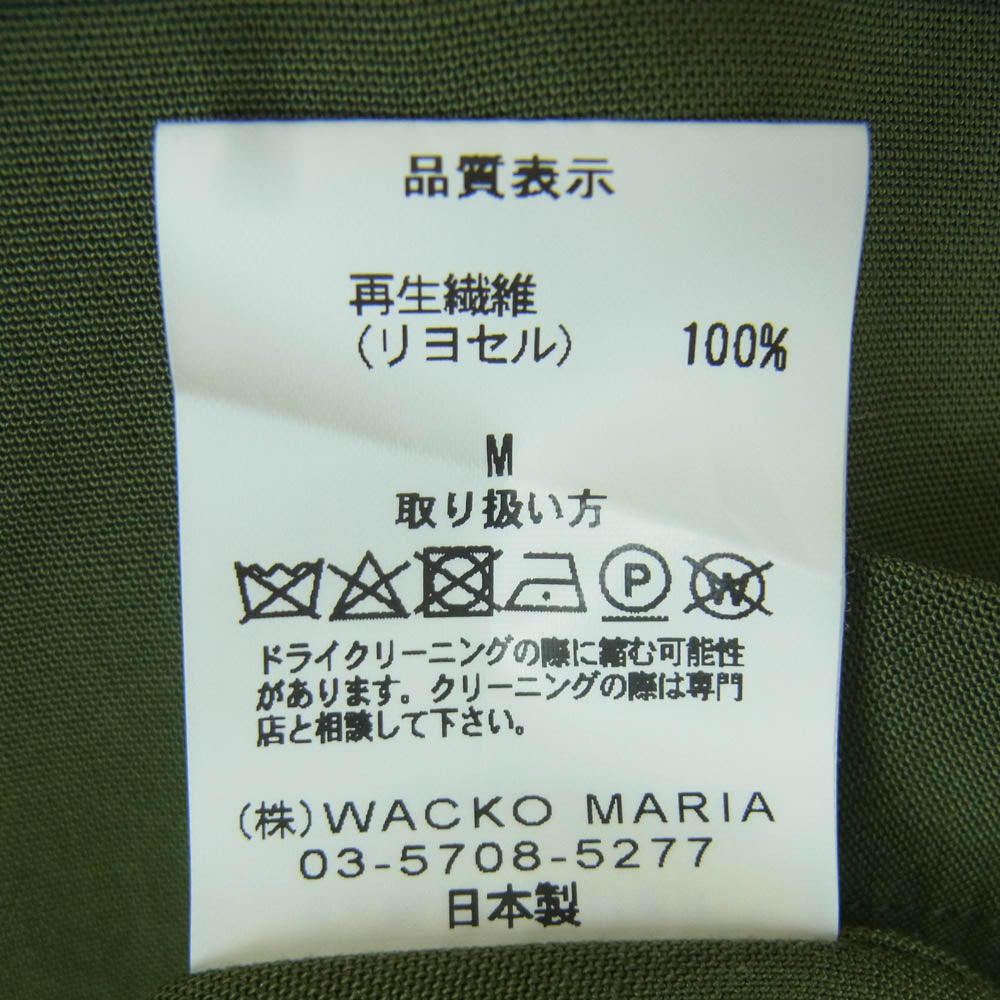 品質表示
再生繊維
(リヨセル) 100%
M
取り扱い方
P W
ドライクリーニングの際に縮む可能性
があります。クリーニングの際は専門
店と相談して下さい。
(株)WACKO MARIA
03-5708-5277
日本製